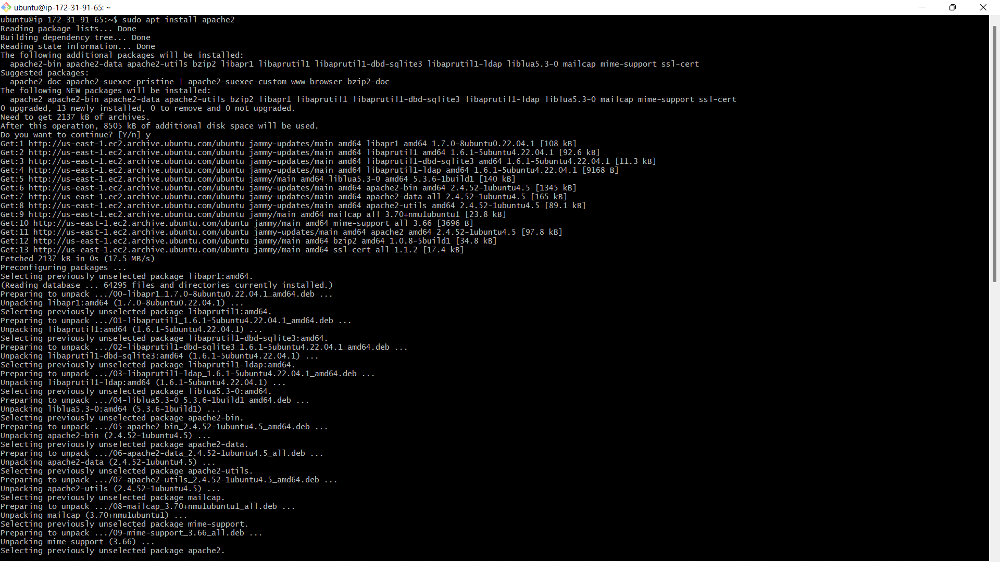 ubuntu@ip-172-31-91-65: ~
ubuntu@ip-172-31-91-65:~$ sudo apt install apache2
Reading package lists... Done
Building dependency tree... Done
Reading state information... Done
The following additional packages will be installed:
  apache2-bin apache2-data apache2-utils bzip2 libapr1 libaprutil1 libaprutil1-dbd-sqlite3 libaprutil1-ldap liblua5.3-0 mailcap mime-support ssl-cert
Suggested packages:
  apache2-doc apache2-suexec-pristine | apache2-suexec-custom www-browser bzip2-doc
The following NEW packages will be installed:
  apache2 apache2-bin apache2-data apache2-utils bzip2 libapr1 libaprutil1 libaprutil1-dbd-sqlite3 libaprutil1-ldap liblua5.3-0 mailcap mime-support ssl-cert
0 upgraded, 13 newly installed, 0 to remove and 0 not upgraded.
Need to get 2137 kB of archives.
After this operation, 8505 kB of additional disk space will be used.
Do you want to continue? [Y/n] y
Get:1 http://us-east-1.ec2.archive.ubuntu.com/ubuntu jammy-updates/main amd64 libapr1 amd64 1.7.0-8ubuntu0.22.04.1 [108 kB]
Get:2 http://us-east-1.ec2.archive.ubuntu.com/ubuntu jammy-updates/main amd64 libaprutil1 amd64 1.6.1-5ubuntu4.22.04.1 [92.6 kB]
Get:3 http://us-east-1.ec2.archive.ubuntu.com/ubuntu jammy-updates/main amd64 libaprutil1-dbd-sqlite3 amd64 1.6.1-5ubuntu4.22.04.1 [11.3 kB]
Get:4 http://us-east-1.ec2.archive.ubuntu.com/ubuntu jammy-updates/main amd64 libaprutil1-ldap amd64 1.6.1-5ubuntu4.22.04.1 [9168 B]
Get:5 http://us-east-1.ec2.archive.ubuntu.com/ubuntu jammy/main amd64 liblua5.3-0 amd64 5.3.6-1build1 [140 kB]
Get:6 http://us-east-1.ec2.archive.ubuntu.com/ubuntu jammy-updates/main amd64 apache2-bin amd64 2.4.52-1ubuntu4.5 [1345 kB]
Get:7 http://us-east-1.ec2.archive.ubuntu.com/ubuntu jammy-updates/main amd64 apache2-data all 2.4.52-1ubuntu4.5 [165 kB]
Get:8 http://us-east-1.ec2.archive.ubuntu.com/ubuntu jammy-updates/main amd64 apache2-utils amd64 2.4.52-1ubuntu4.5 [89.1 kB]
Get:9 http://us-east-1.ec2.archive.ubuntu.com/ubuntu jammy/main amd64 mailcap all 3.70+nmu1ubuntu1 [23.8 kB]
Get:10 http://us-east-1.ec2.archive.ubuntu.com/ubuntu jammy/main amd64 mime-support all 3.66 [3696 B]
Get:11 http://us-east-1.ec2.archive.ubuntu.com/ubuntu jammy-updates/main amd64 apache2 amd64 2.4.52-1ubuntu4.5 [97.8 kB]
Get:12 http://us-east-1.ec2.archive.ubuntu.com/ubuntu jammy/main amd64 bzip2 amd64 1.0.8-5build1 [34.8 kB]
Get:13 http://us-east-1.ec2.archive.ubuntu.com/ubuntu jammy/main amd64 ssl-cert all 1.1.2 [17.4 kB]
Fetched 2137 kB in 0s (17.5 MB/s)
Preconfiguring packages ...
Selecting previously unselected package libapr1:amd64.
(Reading database ... 64295 files and directories currently installed.)
Preparing to unpack .../00-libapr1_1.7.0-8ubuntu0.22.04.1_amd64.deb ...
Unpacking libapr1:amd64 (1.7.0-8ubuntu0.22.04.1) ...
Selecting previously unselected package libaprutil1:amd64.
Preparing to unpack .../01-libaprutil1_1.6.1-5ubuntu4.22.04.1_amd64.deb ...
Unpacking libaprutil1:amd64 (1.6.1-5ubuntu4.22.04.1) ...
Selecting previously unselected package libaprutil1-dbd-sqlite3:amd64.
Preparing to unpack .../02-libaprutil1-dbd-sqlite3_1.6.1-5ubuntu4.22.04.1_amd64.deb ...
Unpacking libaprutil1-dbd-sqlite3:amd64 (1.6.1-5ubuntu4.22.04.1) ...
Selecting previously unselected package libaprutil1-ldap:amd64.
Preparing to unpack .../03-libaprutil1-ldap_1.6.1-5ubuntu4.22.04.1_amd64.deb ...
Unpacking libaprutil1-ldap:amd64 (1.6.1-5ubuntu4.22.04.1) ...
Selecting previously unselected package liblua5.3-0:amd64.
Preparing to unpack .../04-liblua5.3-0_5.3.6-1build1_amd64.deb ...
Unpacking liblua5.3-0:amd64 (5.3.6-1build1) ...
Selecting previously unselected package apache2-bin.
Preparing to unpack .../05-apache2-bin_2.4.52-1ubuntu4.5_amd64.deb ...
Unpacking apache2-bin (2.4.52-1ubuntu4.5) ...
Selecting previously unselected package apache2-data.
Preparing to unpack .../06-apache2-data_2.4.52-1ubuntu4.5_all.deb ...
Unpacking apache2-data (2.4.52-1ubuntu4.5) ...
Selecting previously unselected package apache2-utils.
Preparing to unpack .../07-apache2-utils_2.4.52-1ubuntu4.5_amd64.deb ...
Unpacking apache2-utils (2.4.52-1ubuntu4.5) ...
Selecting previously unselected package mailcap.
Preparing to unpack .../08-mailcap_3.70+nmu1ubuntu1_all.deb ...
Unpacking mailcap (3.70+nmu1ubuntu1) ...
Selecting previously unselected package mime-support.
Preparing to unpack .../09-mime-support_3.66_all.deb ...
Unpacking mime-support (3.66) ...
Selecting previously unselected package apache2.